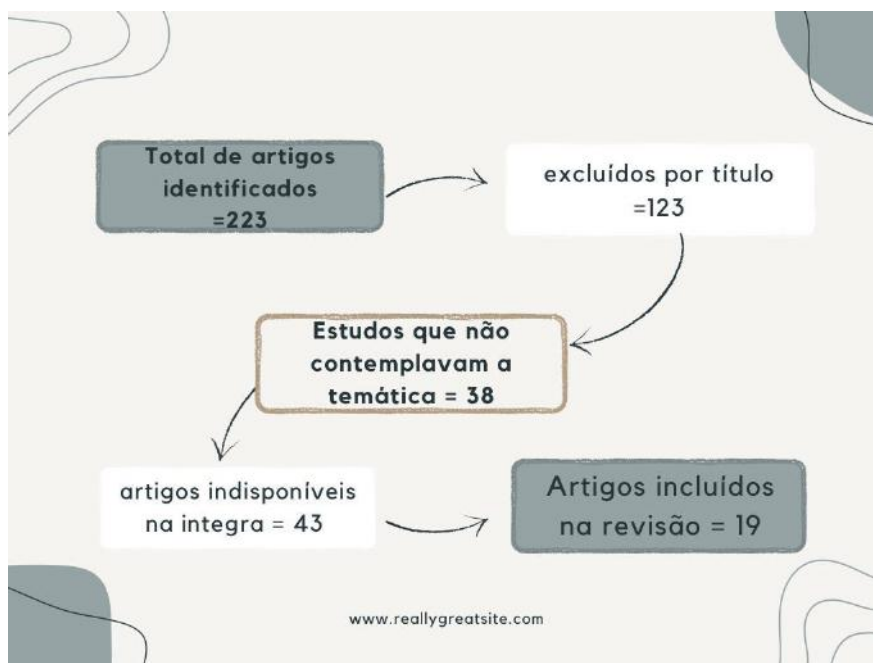 Total de artigos
identificados
=223
excluídos por título
=123
Estudos que não
contemplavam a
temática = 38
artigos indisponíveis
na integra = 43
Artigos incluídos
na revisão = 19
www.reallygreatsite.com